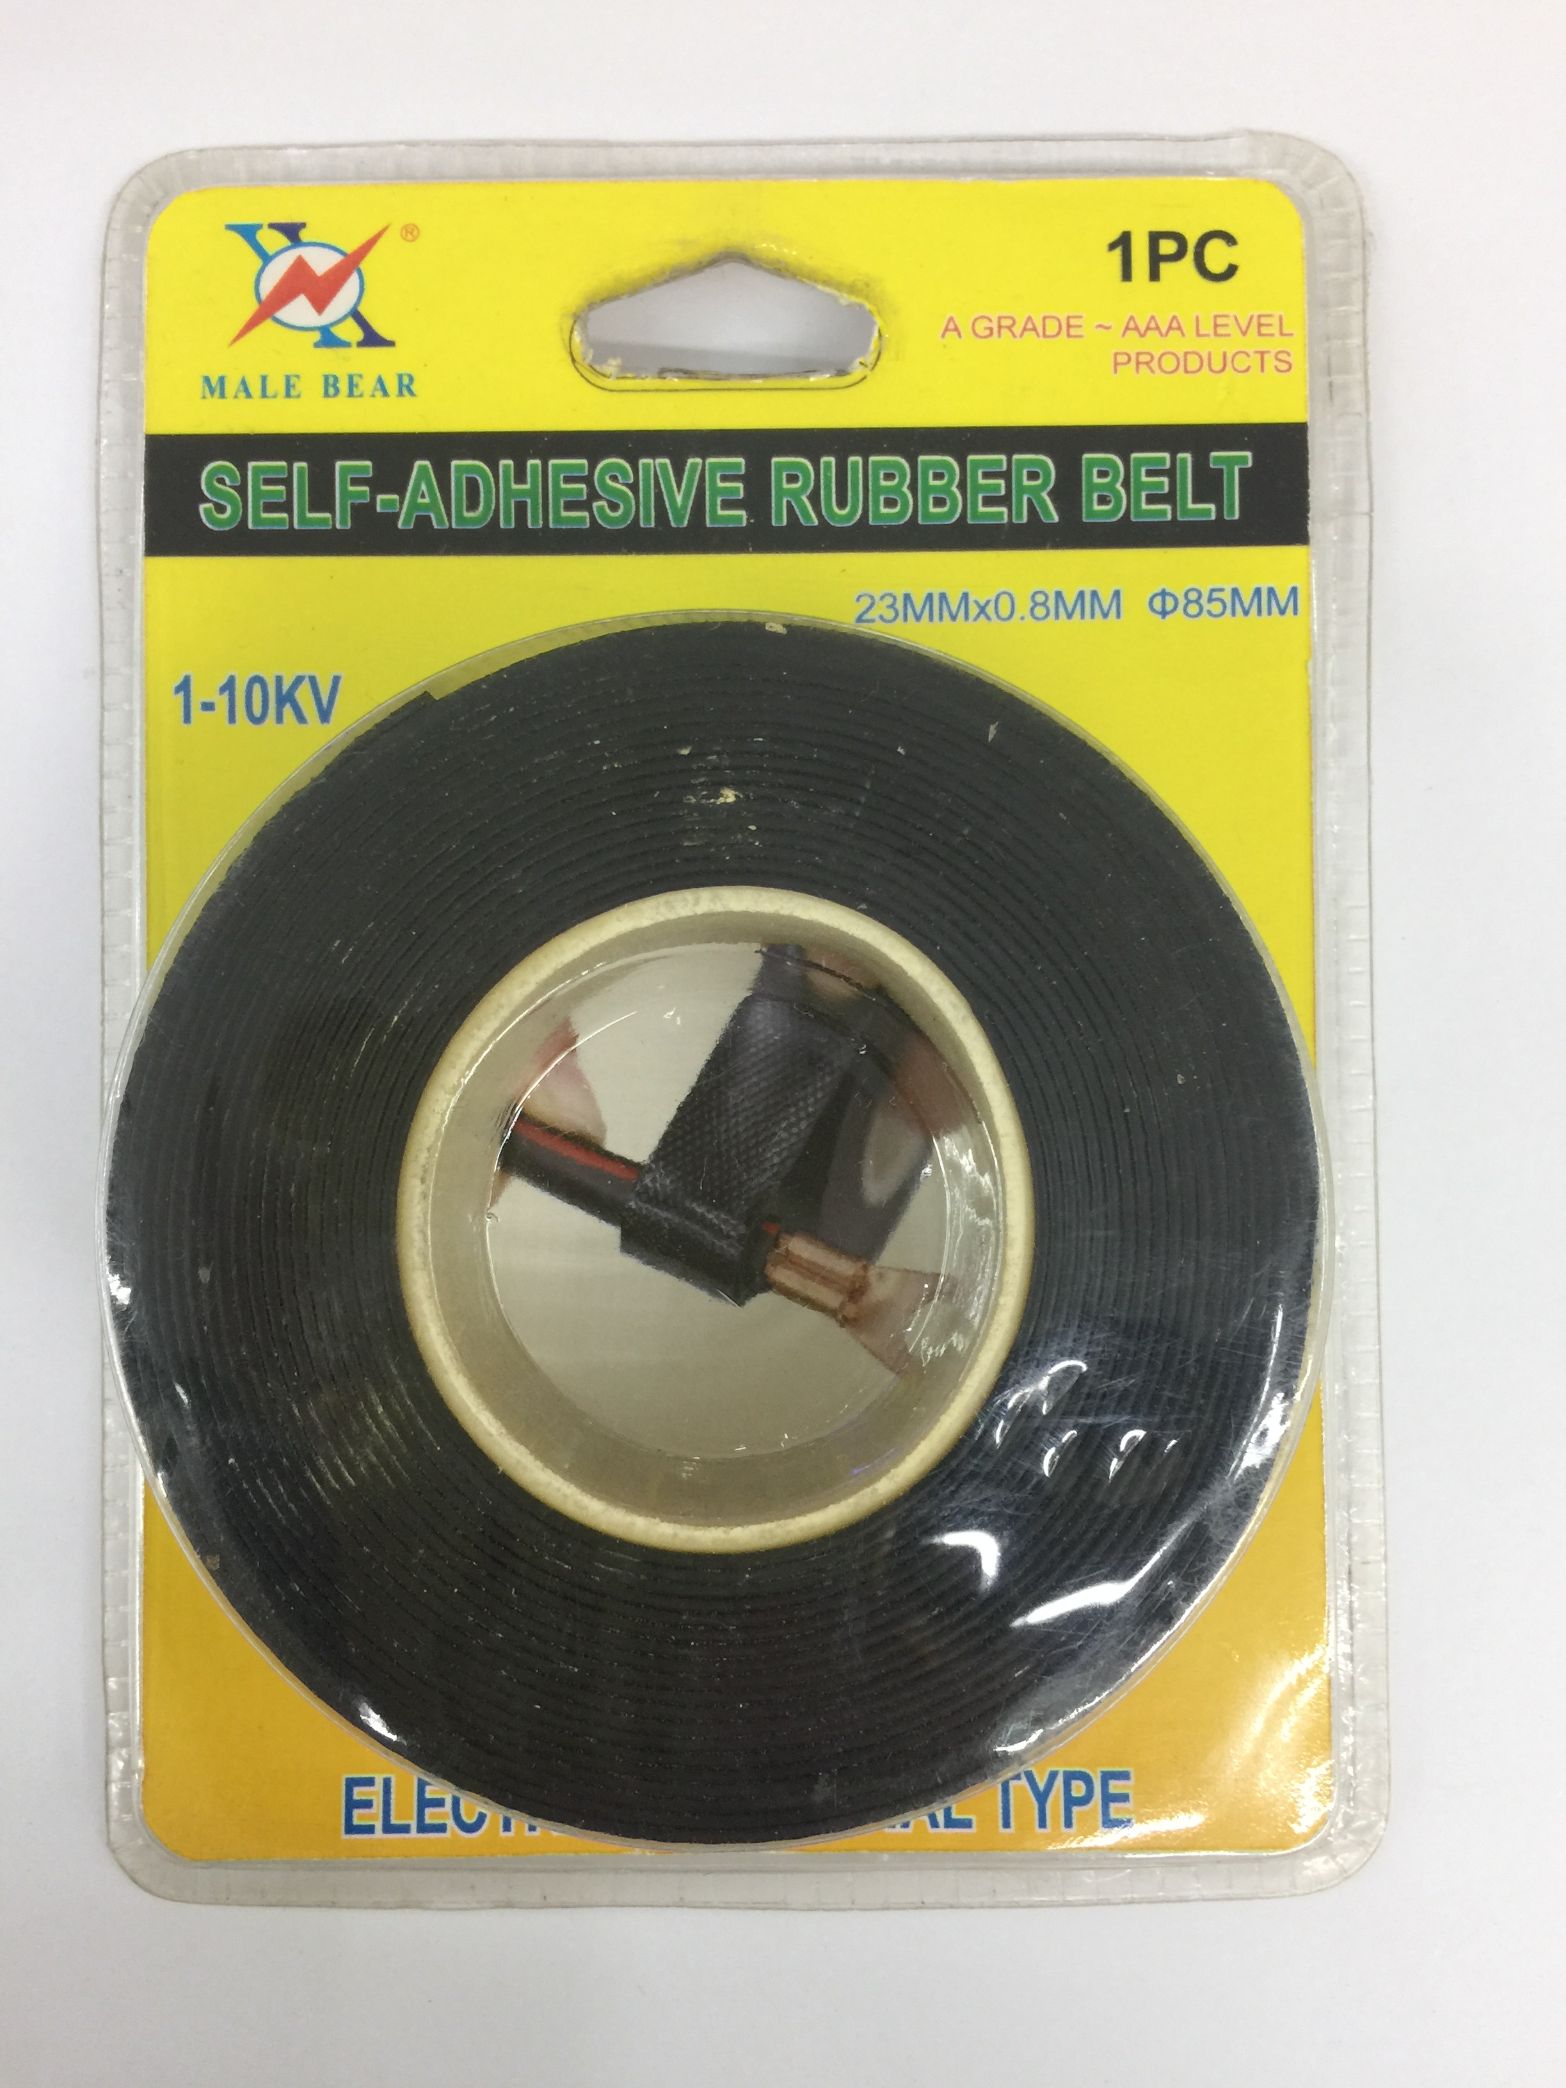 ®
MALE BEAR
1PC
A GRADE ~ AAA LEVEL
PRODUCTS
SELF-ADHESIVE RUBBER BELT
23MMx0.8MM Φ85MM
1-10KV
TYPE